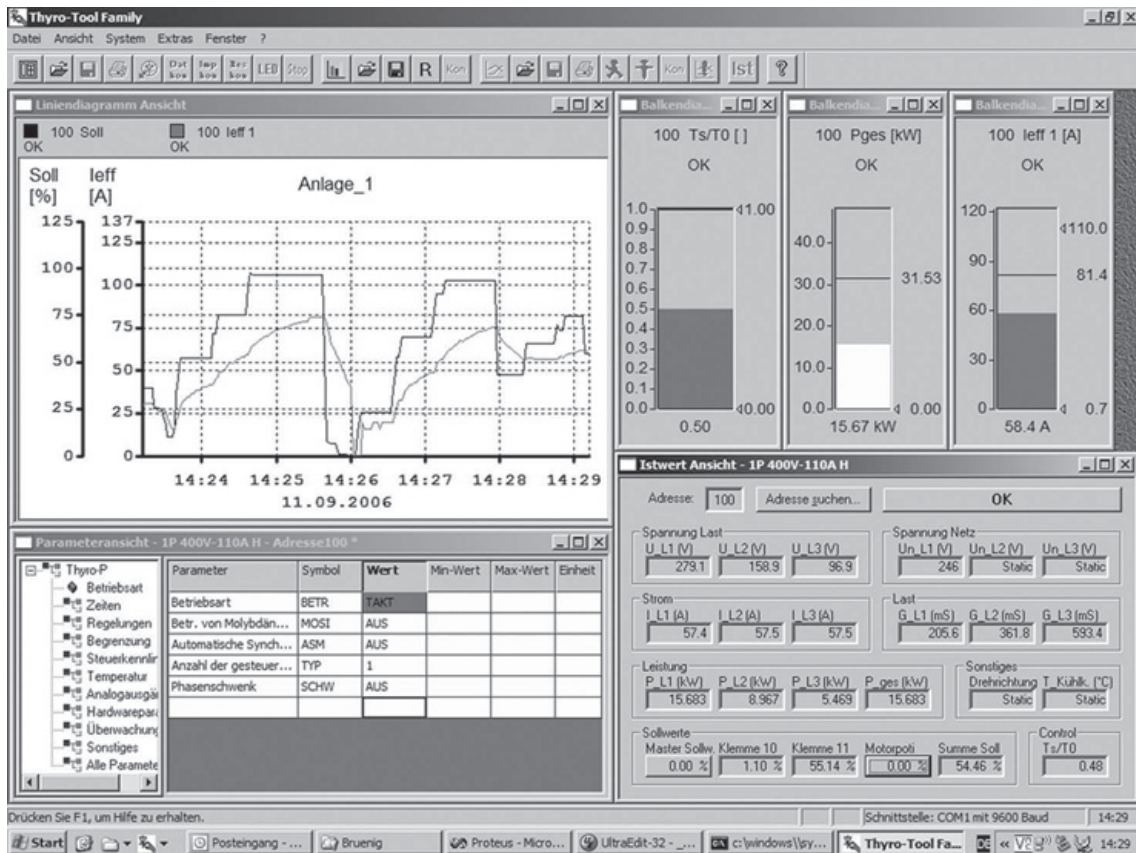 Thyro-Tool Family
Datei Ansicht System Extras Fenster ?
Dat kos Imp kos Res kos LED Stop R Kon Kon Ist ?
Liniendiagramm Ansicht
100 Soll 100 Ieff 1
OK OK
Soll Ieff
[%] [A]
Anlage_1
125 137
125
100
100
75
75
50
50
25
25
0 0
14:24 14:25 14:26 14:27 14:28 14:29
11.09.2006
Balkendia...
100 Ts/T0 [ ]
OK
1.0 1.00
0.9
0.8
0.7
0.6
0.5
0.4
0.3
0.2
0.1
0.0 0.00
0.50
Balkendia...
100 Pges [kW]
OK
40.0
30.0 31.53
20.0
10.0
0.0 0.00
15.67 kW
Balkendia...
100 Ieff 1 [A]
OK
120
110.0
90
81.4
60
30
0 0.7
58.4 A
Parameteransicht - 1P 400V-110A H - Adresse100 *
Thyro-P
Betriebsart
Zeiten
Regelungen
Begrenzung
Steuerkennlin
Temperatur
Analogausgä
Hardwarepara
Überwachung
Sonstiges
Alle Paramete
Parameter Symbol Wert Min-Wert Max-Wert Einheit
Betriebsart BETR TAKT
Betr. von Molybdän... MOSI AUS
Automatische Synch... ASM AUS
Anzahl der gesteuer... TYP 1
Phasenschwenk SCHW AUS
Istwert Ansicht - 1P 400V-110A H
Adresse: 100 Adresse suchen... OK
Spannung Last Spannung Netz
U_L1 (V) U_L2 (V) U_L3 (V) Un_L1 (V) Un_L2 (V) Un_L3 (V)
279.1 158.9 96.9 246 Static Static
Strom Last
I_L1 (A) I_L2 (A) I_L3 (A) G_L1 (mS) G_L2 (mS) G_L3 (mS)
57.4 57.5 57.5 205.6 361.8 593.4
Leistung Sonstiges
P_L1 (kW) P_L2 (kW) P_L3 (kW) P_ges (kW) Drehrichtung T_Kühlk. (°C)
15.683 8.967 5.469 15.683 Static Static
Sollwerte Control
Master Sollw. Klemme 10 Klemme 11 Motorpoti Summe Soll Ts/T0
0.00 % 1.10 % 55.14 % 0.00 % 54.46 % 0.48
Drücken Sie F1, um Hilfe zu erhalten. Schnittstelle: COM1 mit 9600 Baud 14:29
Start Posteingang - ... Bruenig Proteus - Micro... UltraEdit-32 - _... c:\windows\\sy... Thyro-Tool Fa... DE « 14:29